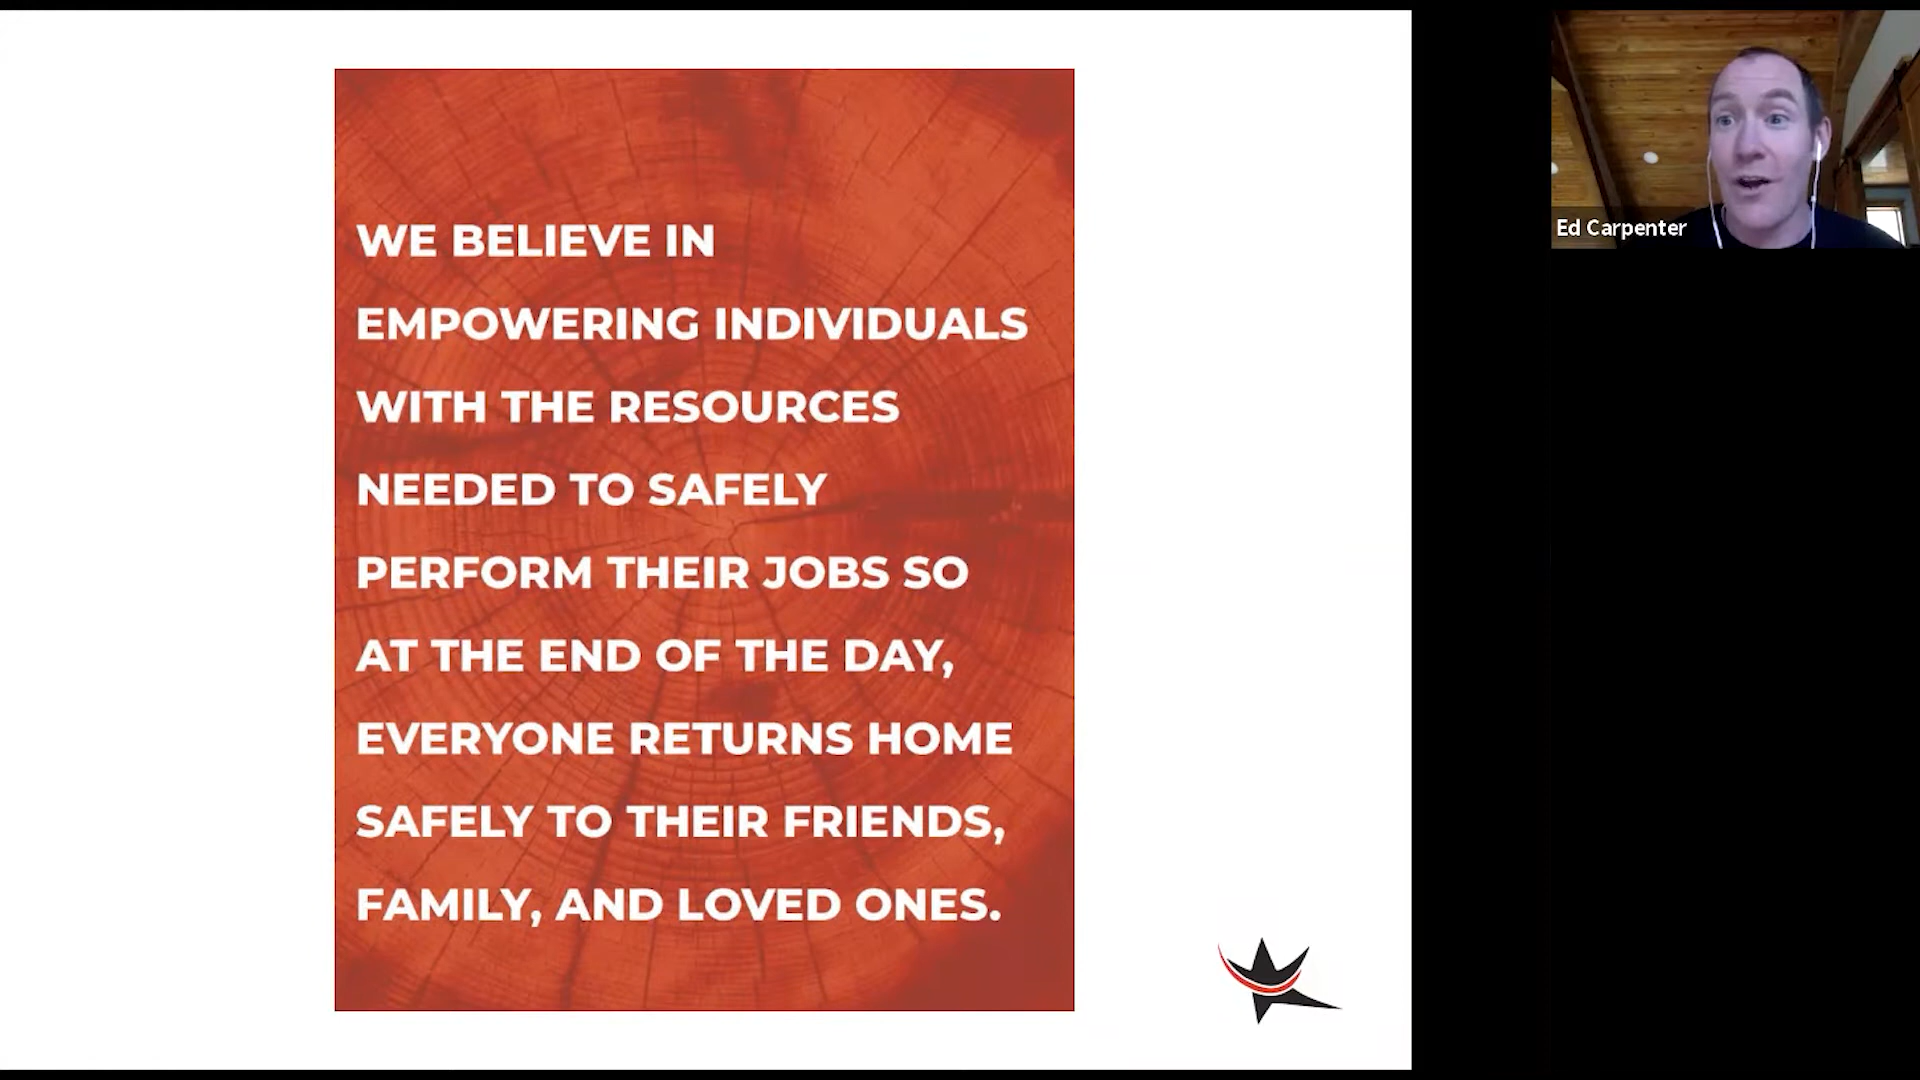 WE BELIEVE IN
EMPOWERING INDIVIDUALS
WITH THE RESOURCES
NEEDED TO SAFELY
PERFORM THEIR JOBS SO
AT THE END OF THE DAY,
EVERYONE RETURNS HOME
SAFELY TO THEIR FRIENDS,
FAMILY, AND LOVED ONES.
Ed Carpenter